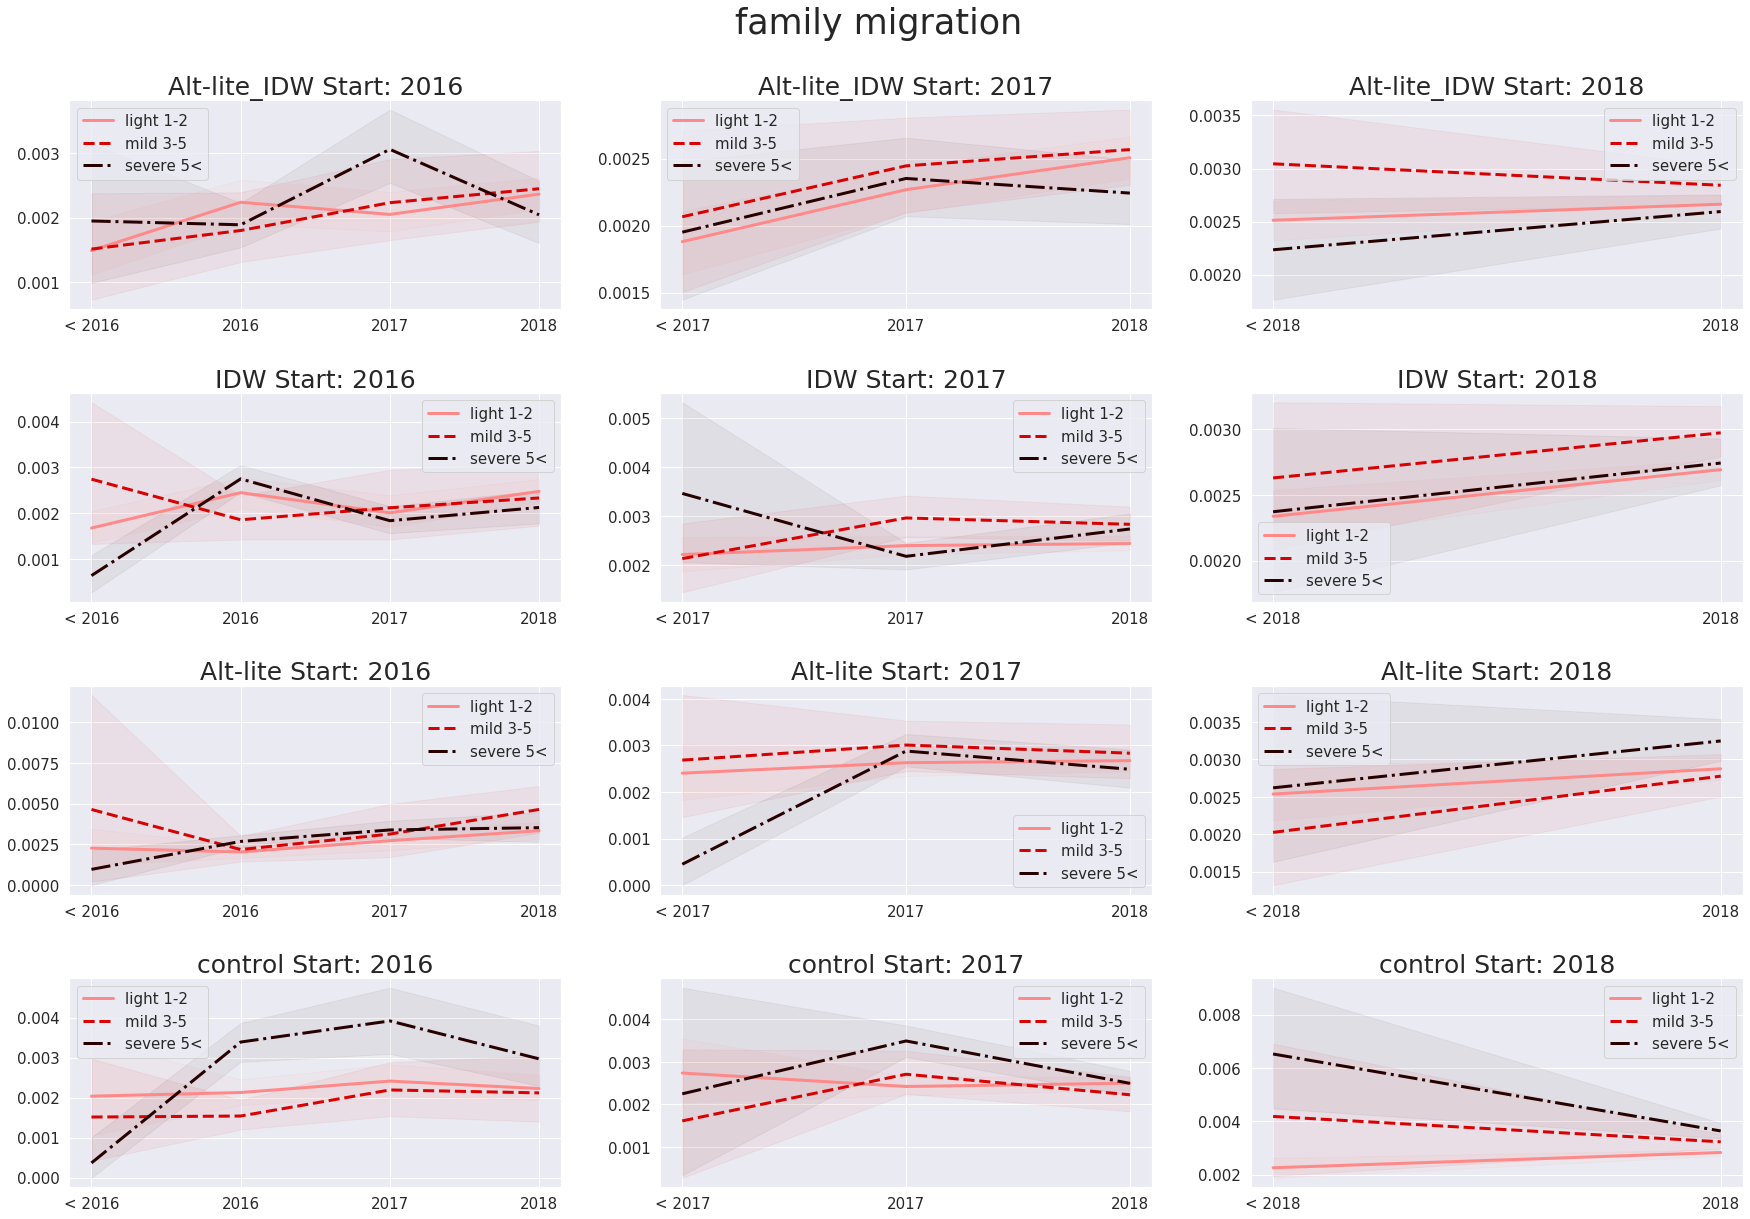 family migration
Alt-lite_IDW Start: 2016
light 1-2
mild 3-5
severe 5<
0.003
0.002
0.001
< 2016
2016
2017
2018
Alt-lite_IDW Start: 2017
light 1-2
mild 3-5
severe 5<
0.0025
0.0020
0.0015
< 2017
2017
2018
Alt-lite_IDW Start: 2018
light 1-2
mild 3-5
severe 5<
0.0035
0.0030
0.0025
0.0020
< 2018
2018
IDW Start: 2016
light 1-2
mild 3-5
severe 5<
0.004
0.003
0.002
0.001
< 2016
2016
2017
2018
IDW Start: 2017
light 1-2
mild 3-5
severe 5<
0.005
0.004
0.003
0.002
< 2017
2017
2018
IDW Start: 2018
0.0030
0.0025
0.0020
light 1-2
mild 3-5
severe 5<
< 2018
2018
Alt-lite Start: 2016
light 1-2
mild 3-5
severe 5<
0.0100
0.0075
0.0050
0.0025
0.0000
< 2016
2016
2017
2018
Alt-lite Start: 2017
0.004
0.003
0.002
0.001
0.000
light 1-2
mild 3-5
severe 5<
< 2017
2017
2018
Alt-lite Start: 2018
light 1-2
mild 3-5
severe 5<
0.0035
0.0030
0.0025
0.0020
0.0015
< 2018
2018
control Start: 2016
light 1-2
mild 3-5
severe 5<
0.004
0.003
0.002
0.001
0.000
< 2016
2016
2017
2018
control Start: 2017
light 1-2
mild 3-5
severe 5<
0.004
0.003
0.002
0.001
< 2017
2017
2018
control Start: 2018
light 1-2
mild 3-5
severe 5<
0.008
0.006
0.004
0.002
< 2018
2018